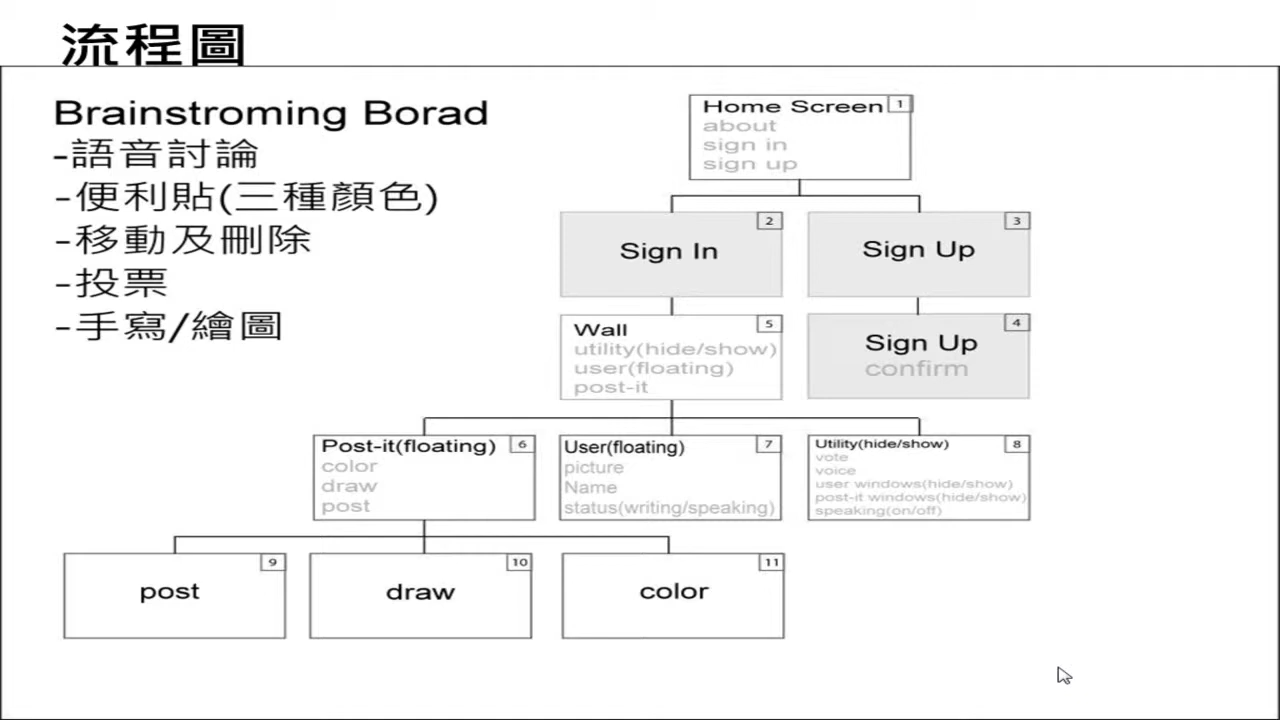 流程圖
Brainstroming Borad
-語音討論
-便利貼(三種顏色)
-移動及刪除
-投票
-手寫/繪圖
Home Screen 1
about
sign in
sign up
2
Sign In
3
Sign Up
Wall 5
utility(hide/show)
user(floating)
post-it
4
Sign Up
confirm
Post-it(floating) 6
color
draw
post
User(floating) 7
picture
Name
status(writing/speaking)
Utility(hide/show) 8
vote
voice
user windows(hide/show)
post-it windows(hide/show)
speaking(on/off)
9
post
10
draw
11
color